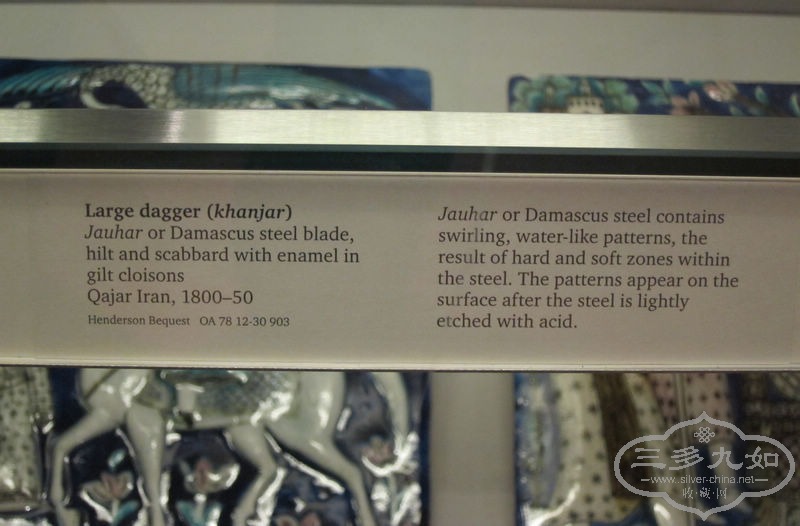 Large dagger (khanjar)
Jauhar or Damascus steel blade,
hilt and scabbard with enamel in
gilt cloisons
Qajar Iran, 1800–50
Henderson Bequest OA 78 12-30 903
Jauhar or Damascus steel contains
swirling, water-like patterns, the
result of hard and soft zones within
the steel. The patterns appear on the
surface after the steel is lightly
etched with acid.
三多九如
www.silver-china.net
收·藏·网